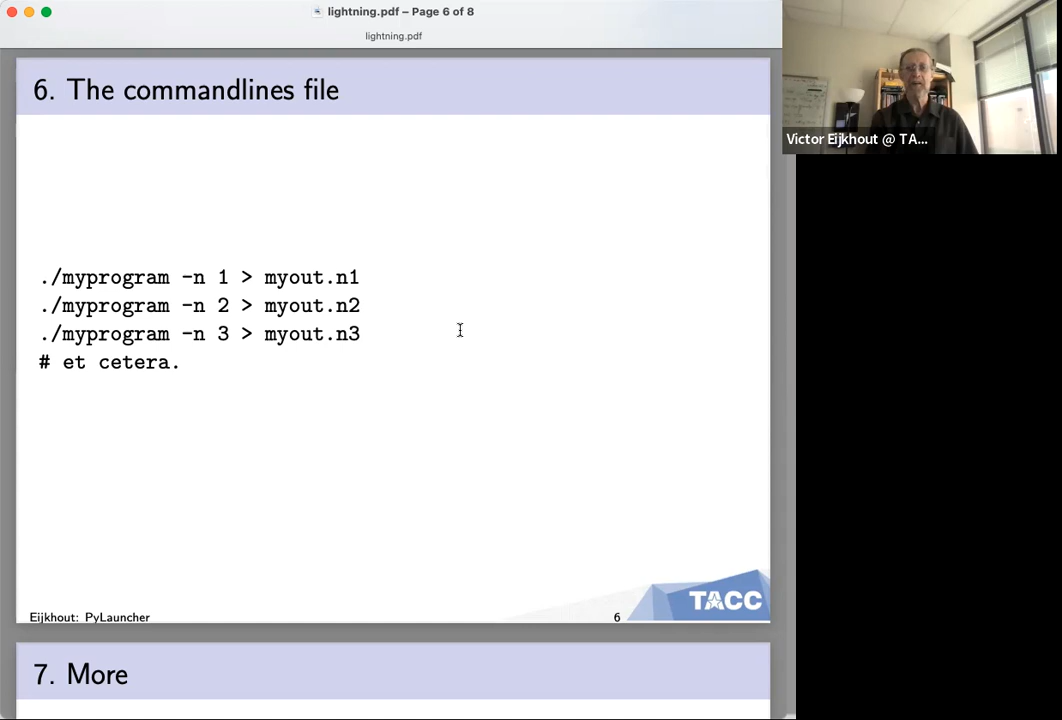 lightning.pdf – Page 6 of 8
lightning.pdf
6. The commandlines file
./myprogram -n 1 > myout.n1
./myprogram -n 2 > myout.n2
./myprogram -n 3 > myout.n3
# et cetera.
Eijkhout: PyLauncher
6
TACC
7. More
Victor Eijkhout @ TA...